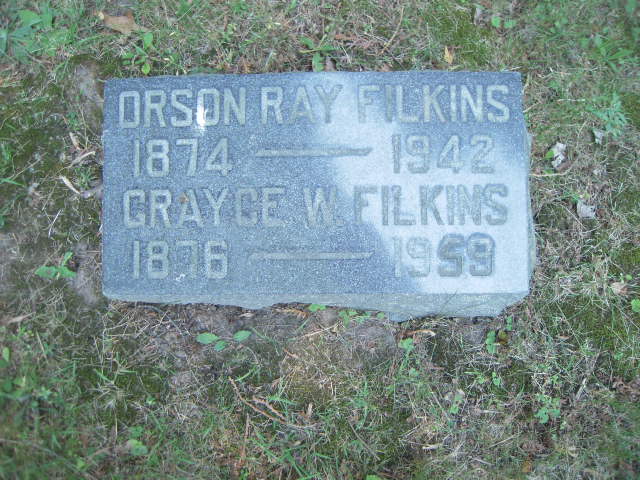 ORSON RAY FILKINS
1874 — 1942
GRAYCE W. FILKINS
1876 — 1959